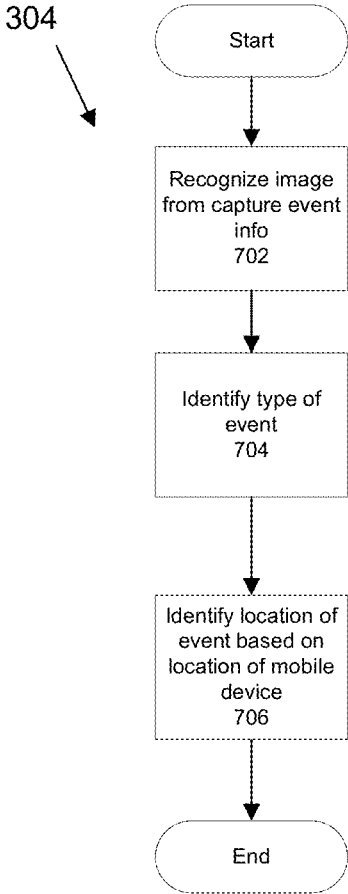 304
Start
Recognize image
from capture event
info
702
Identify type of
event
704
Identify location of
event based on
location of mobile
device
706
End